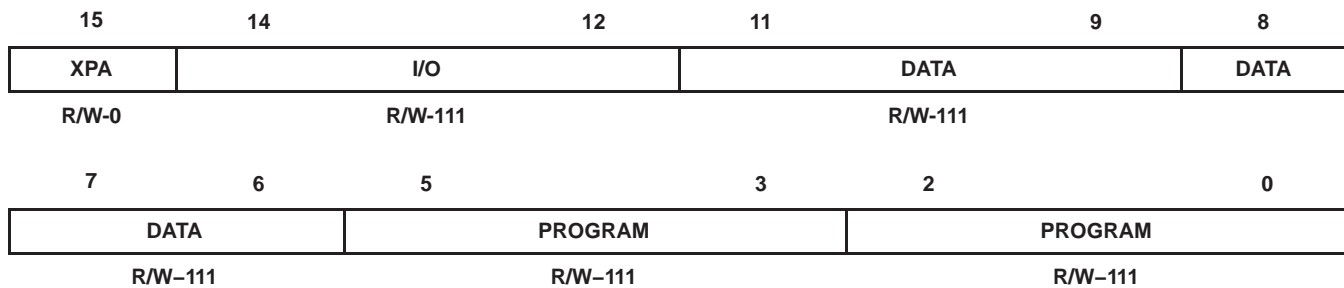 15 14 12 11 9 8
XPA I/O DATA DATA
R/W-0 R/W-111 R/W-111
7 6 5 3 2 0
DATA PROGRAM PROGRAM
R/W–111 R/W–111 R/W–111